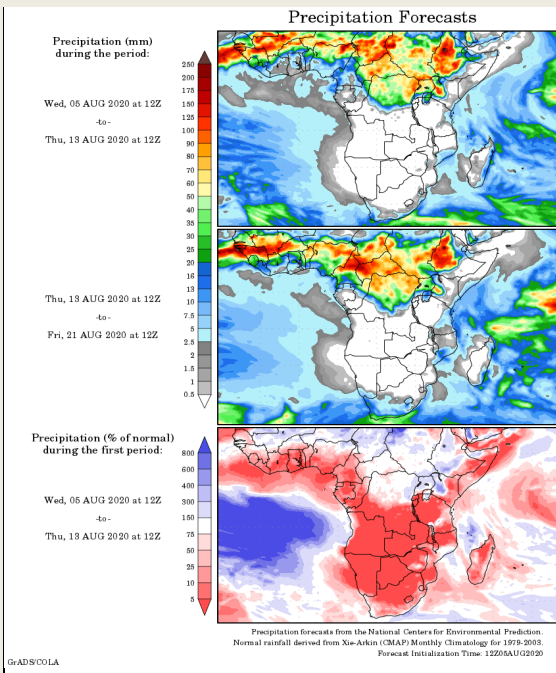 Precipitation Forecasts
Precipitation (mm)
during the period:
Wed, 05 AUG 2020 at 12Z
-to-
Thu, 13 AUG 2020 at 12Z
250
200
175
150
125
100
90
80
70
60
50
40
35
30
25
20
16
13
10
7.5
5
2.5
2
1.5
1
0.5
Thu, 13 AUG 2020 at 12Z
-to-
Fri, 21 AUG 2020 at 12Z
Precipitation (% of normal)
during the first period:
Wed, 05 AUG 2020 at 12Z
-to-
Thu, 13 AUG 2020 at 12Z
800
600
400
300
150
75
50
25
10
5
Precipitation forecasts from the National Centers for Environmental Prediction.
Normal rainfall derived from Xie-Arkin (CMAP) Monthly Climatology for 1979-2003.
Forecast Initialization Time: 12Z05AUG2020
GrADS/COLA